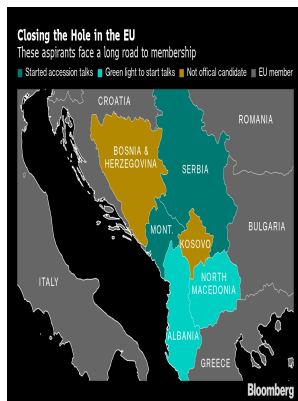 Closing the Hole in the EU
These aspirants face a long road to membership
Started accession talks Green light to start talks Not offical candidate EU member
CROATIA
ROMANIA
BOSNIA &
HERZEGOVINA
SERBIA
MONT.
BULGARIA
KOSOVO
ITALY
NORTH
MACEDONIA
ALBANIA
GREECE
Bloomberg